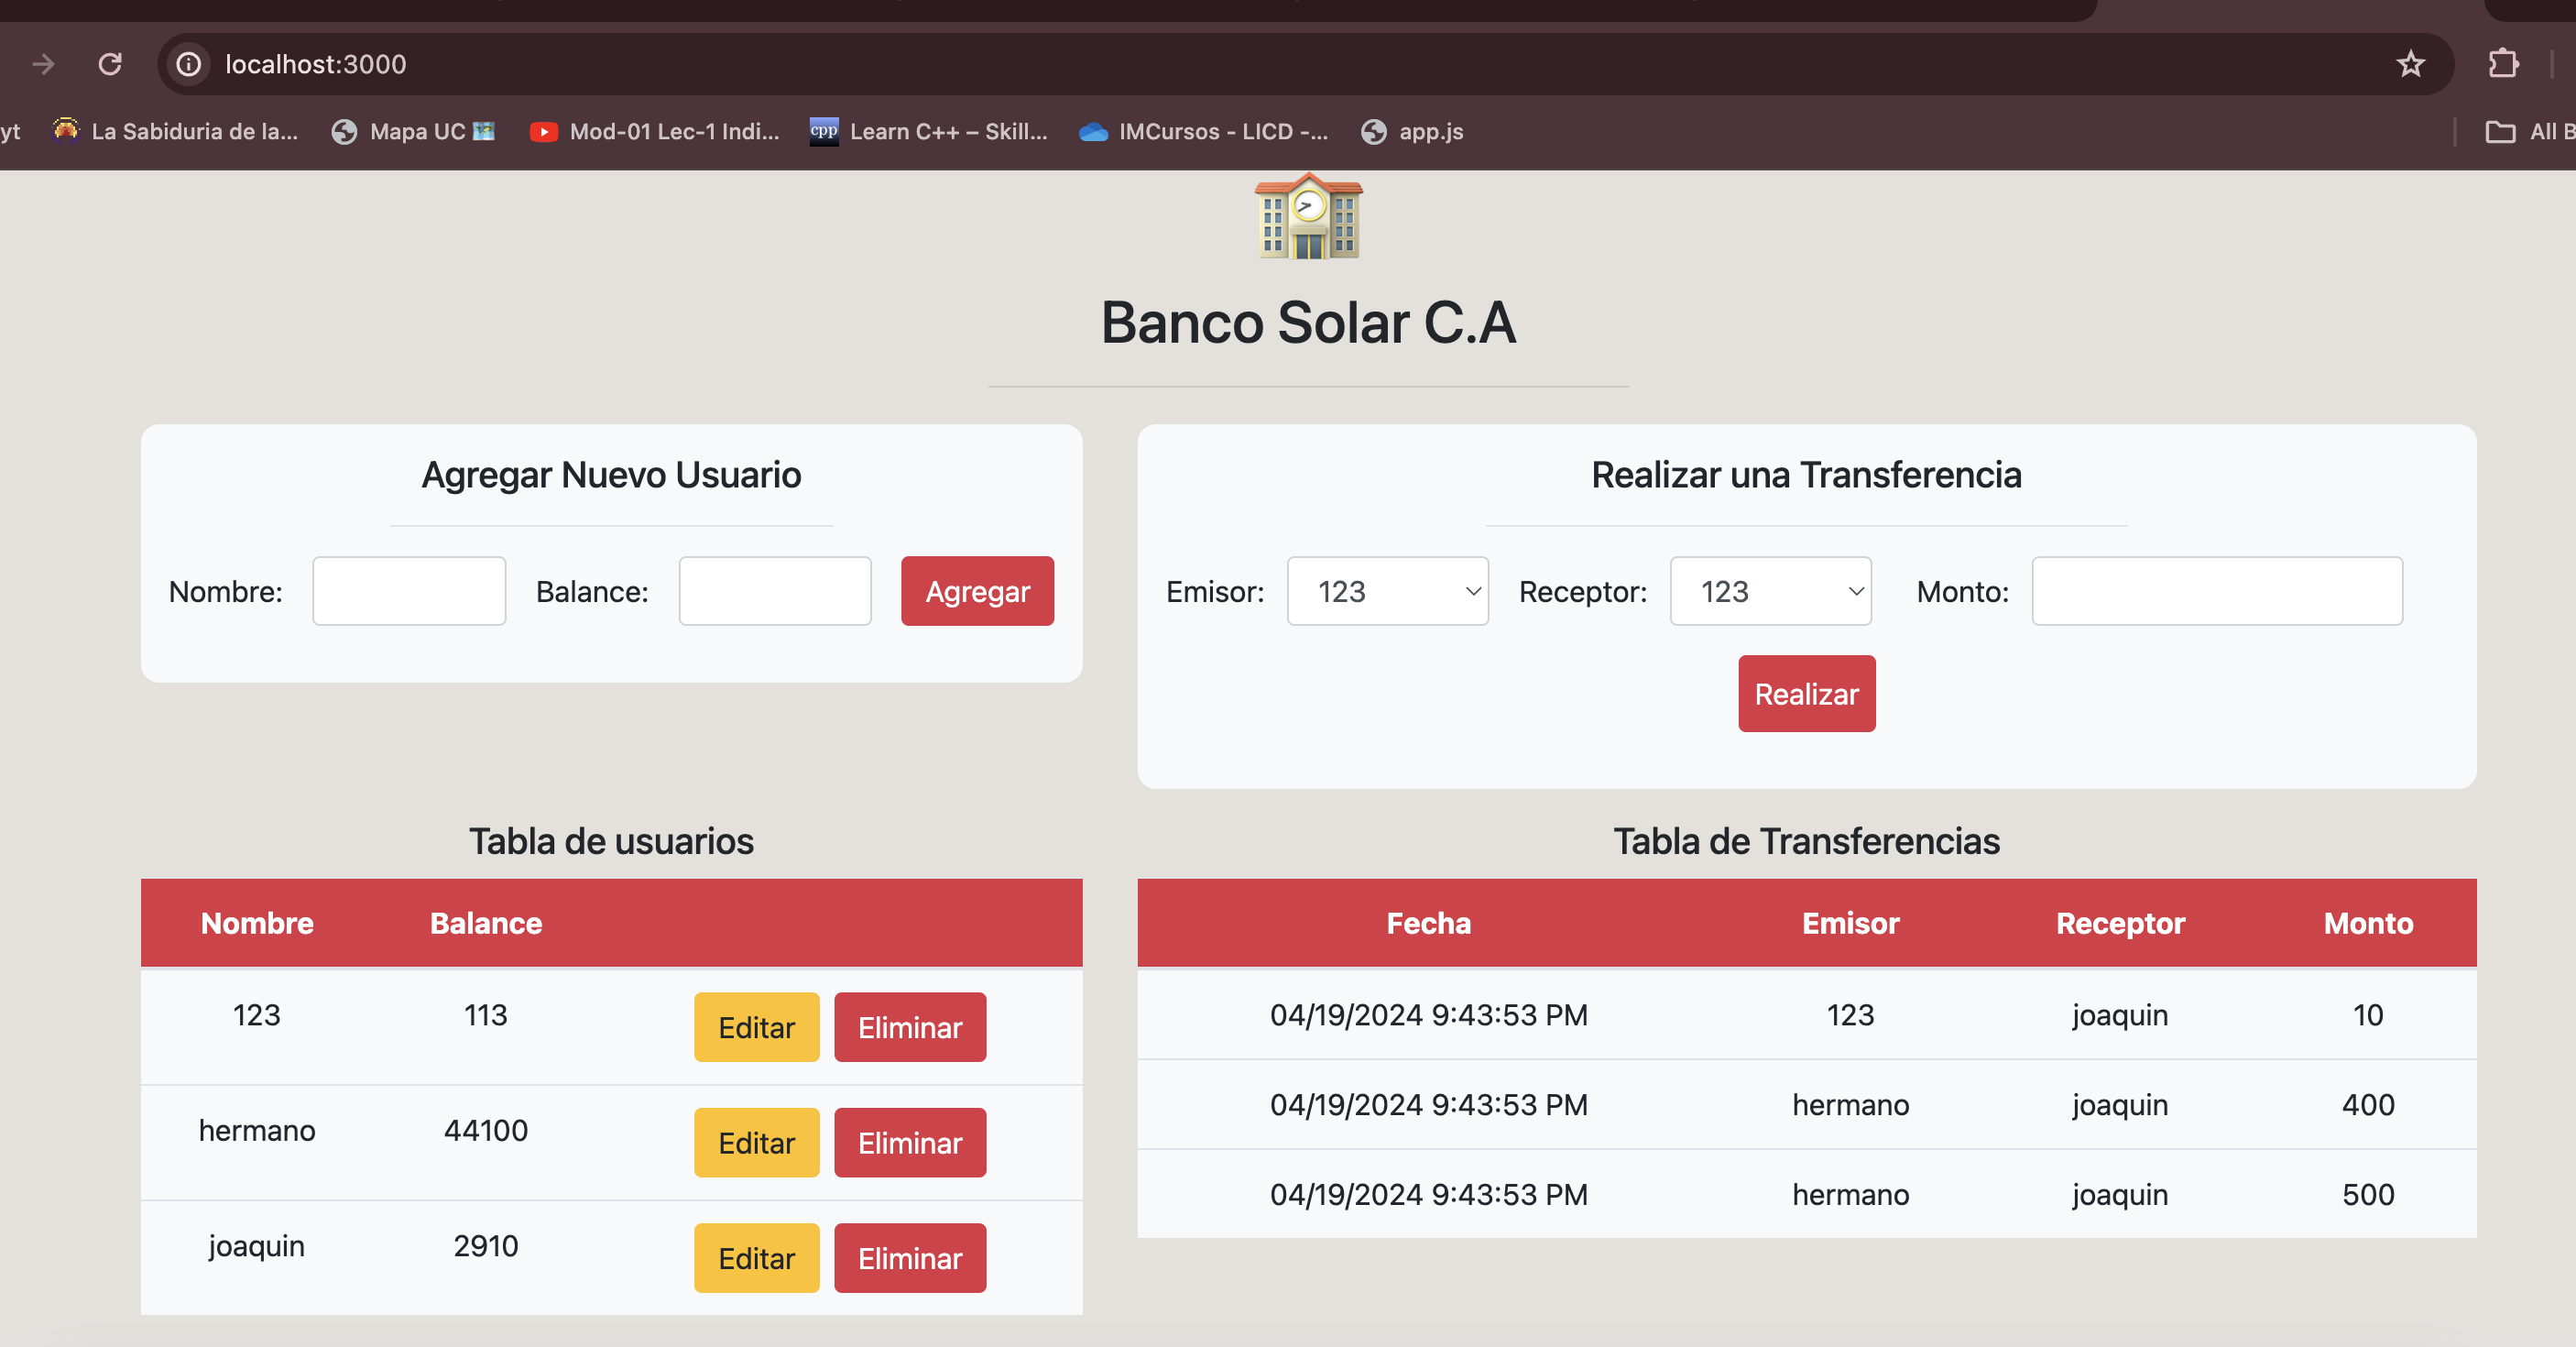 localhost:3000
yt La Sabiduria de la... Mapa UC Mod-01 Lec-1 Indi... cpp Learn C++ – Skill... IMCursos - LICD -... app.js All B
Banco Solar C.A
Agregar Nuevo Usuario
Nombre: Balance: Agregar
Realizar una Transferencia
Emisor: 123 Receptor: 123 Monto:
Realizar
Tabla de usuarios
Nombre Balance
123 113 Editar Eliminar
hermano 44100 Editar Eliminar
joaquin 2910 Editar Eliminar
Tabla de Transferencias
Fecha Emisor Receptor Monto
04/19/2024 9:43:53 PM 123 joaquin 10
04/19/2024 9:43:53 PM hermano joaquin 400
04/19/2024 9:43:53 PM hermano joaquin 500